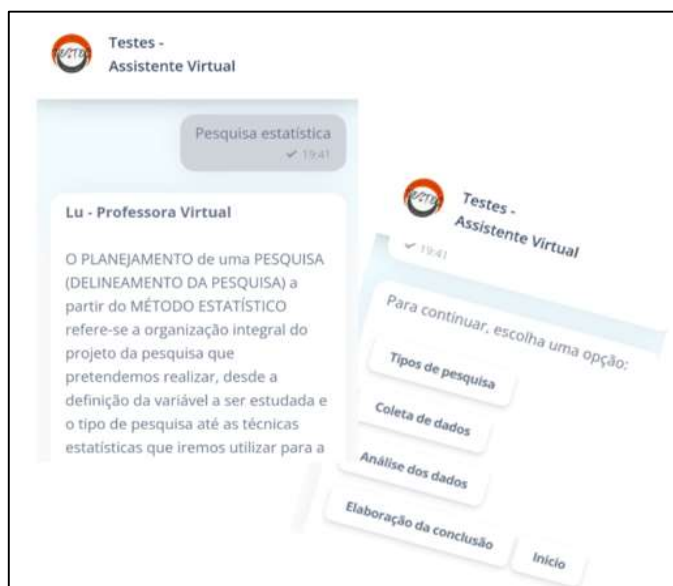 Testes -
Assistente Virtual
Pesquisa estatística
19:41
Lu - Professora Virtual
O PLANEJAMENTO de uma PESQUISA
(DELINEAMENTO DA PESQUISA) a
partir do MÉTODO ESTATÍSTICO
refere-se a organização integral do
projeto da pesquisa que
pretendemos realizar, desde a
definição da variável a ser estudada e
o tipo de pesquisa até as técnicas
estatísticas que iremos utilizar para a
Testes -
Assistente Virtual
19:41
Para continuar, escolha uma opção:
Tipos de pesquisa
Coleta de dados
Análise dos dados
Elaboração da conclusão
Início